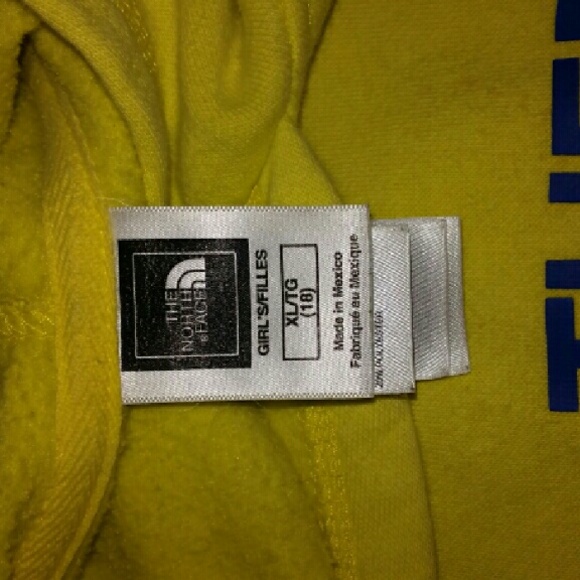 THE
NORTH
FACE
GIRL'S/FILLES
XL/TG
(18)
Made in Mexico
Fabriqué au Mexique